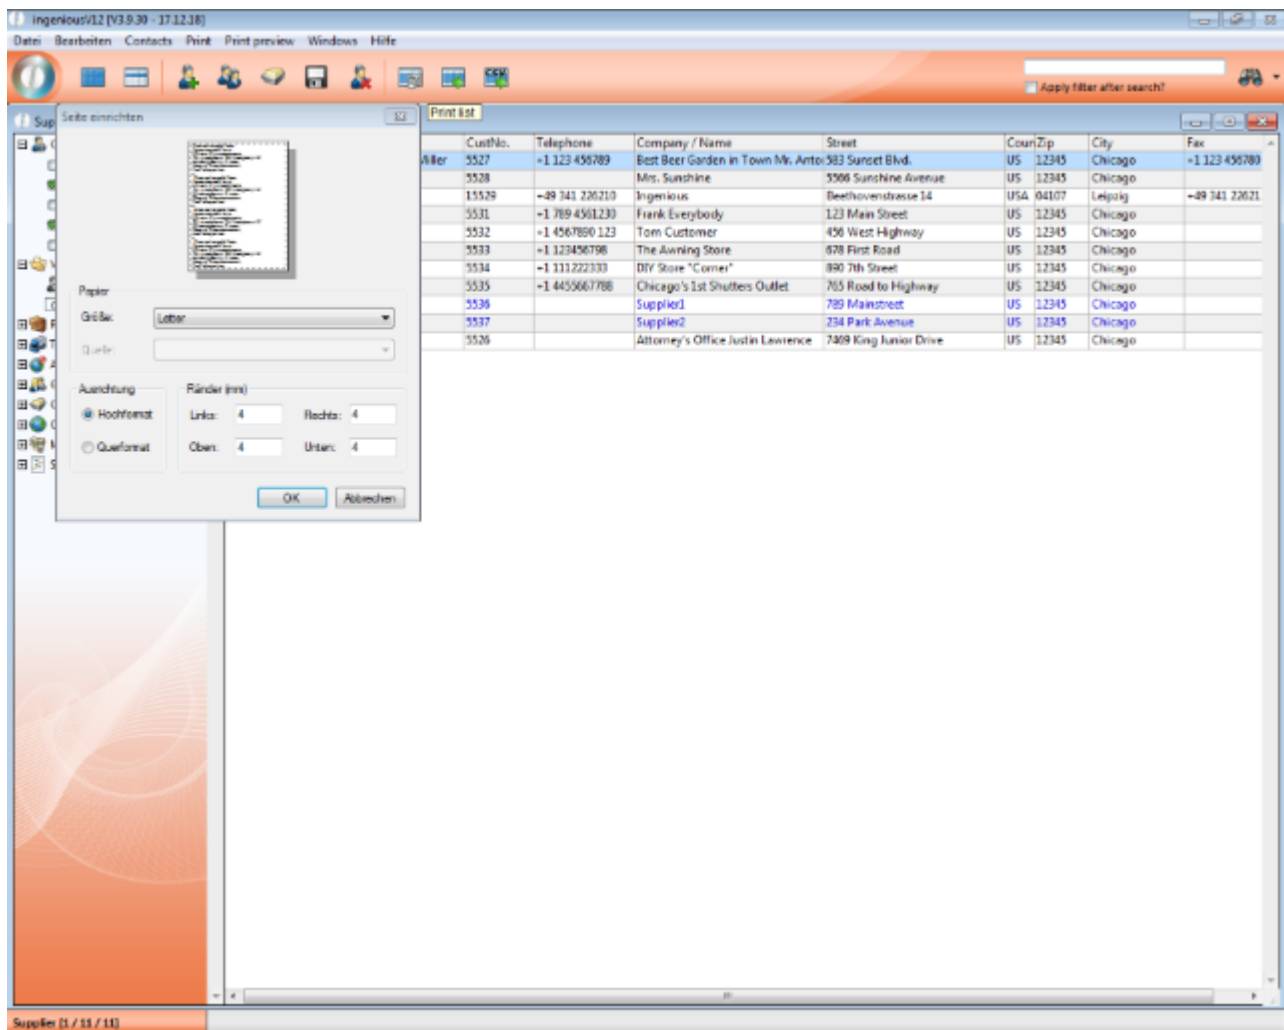 ingeniousV12 [V3.9.30 - 17.12.18]
Datei Bearbeiten Contacts Print Print preview Windows Hilfe
CSV
Apply filter after search?
Print list
Sup
Seite einrichten
CustNo. Telephone Company / Name Street Coun Zip City Fax
Miller 5527 +1 123 456789 Best Beer Garden in Town Mr. Anto 583 Sunset Blvd. US 12345 Chicago +1 123 456780
5528 Mrs. Sunshine 5566 Sunshine Avenue US 12345 Chicago
15529 +49 341 226210 Ingenious Beethovenstrasse 14 USA 04107 Leipzig +49 341 22621
5531 +1 789 4561230 Frank Everybody 123 Main Street US 12345 Chicago
5532 +1 4567890 123 Tom Customer 456 West Highway US 12345 Chicago
5533 +1 123456798 The Awning Store 678 First Road US 12345 Chicago
5534 +1 111222333 DIY Store "Corner" 890 7th Street US 12345 Chicago
5535 +1 4455667788 Chicago's 1st Shutters Outlet 765 Road to Highway US 12345 Chicago
5536 Supplier1 789 Mainstreet US 12345 Chicago
5537 Supplier2 234 Park Avenue US 12345 Chicago
5526 Attorney's Office Justin Lawrence 7469 King Junior Drive US 12345 Chicago
Papier
Größe: Letter
Quelle:
Ausrichtung Ränder (mm)
Hochformat Links: 4 Rechts: 4
Querformat Oben: 4 Unten: 4
OK Abbrechen
Supplier [1 / 11 / 11]